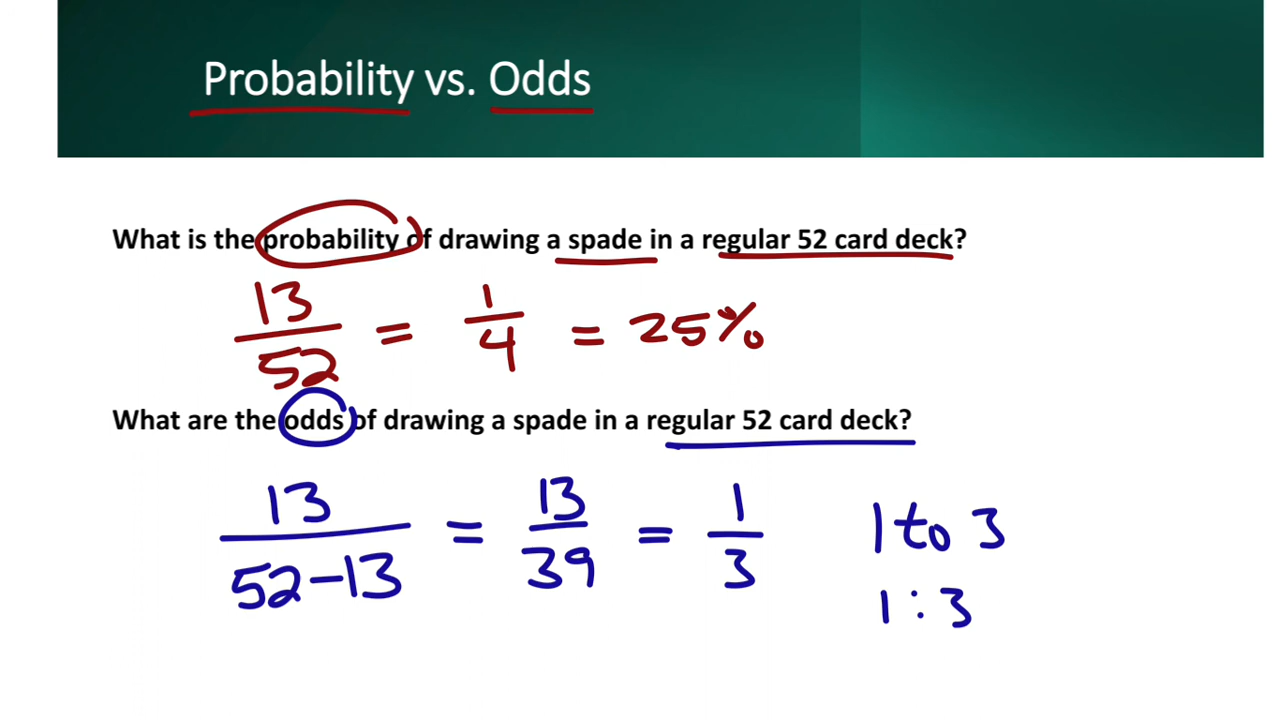 Probability vs. Odds
What is the probability of drawing a spade in a regular 52 card deck?
13/52 = 1/4 = 25%
What are the odds of drawing a spade in a regular 52 card deck?
13/(52-13) = 13/39 = 1/3 1 to 3
1:3